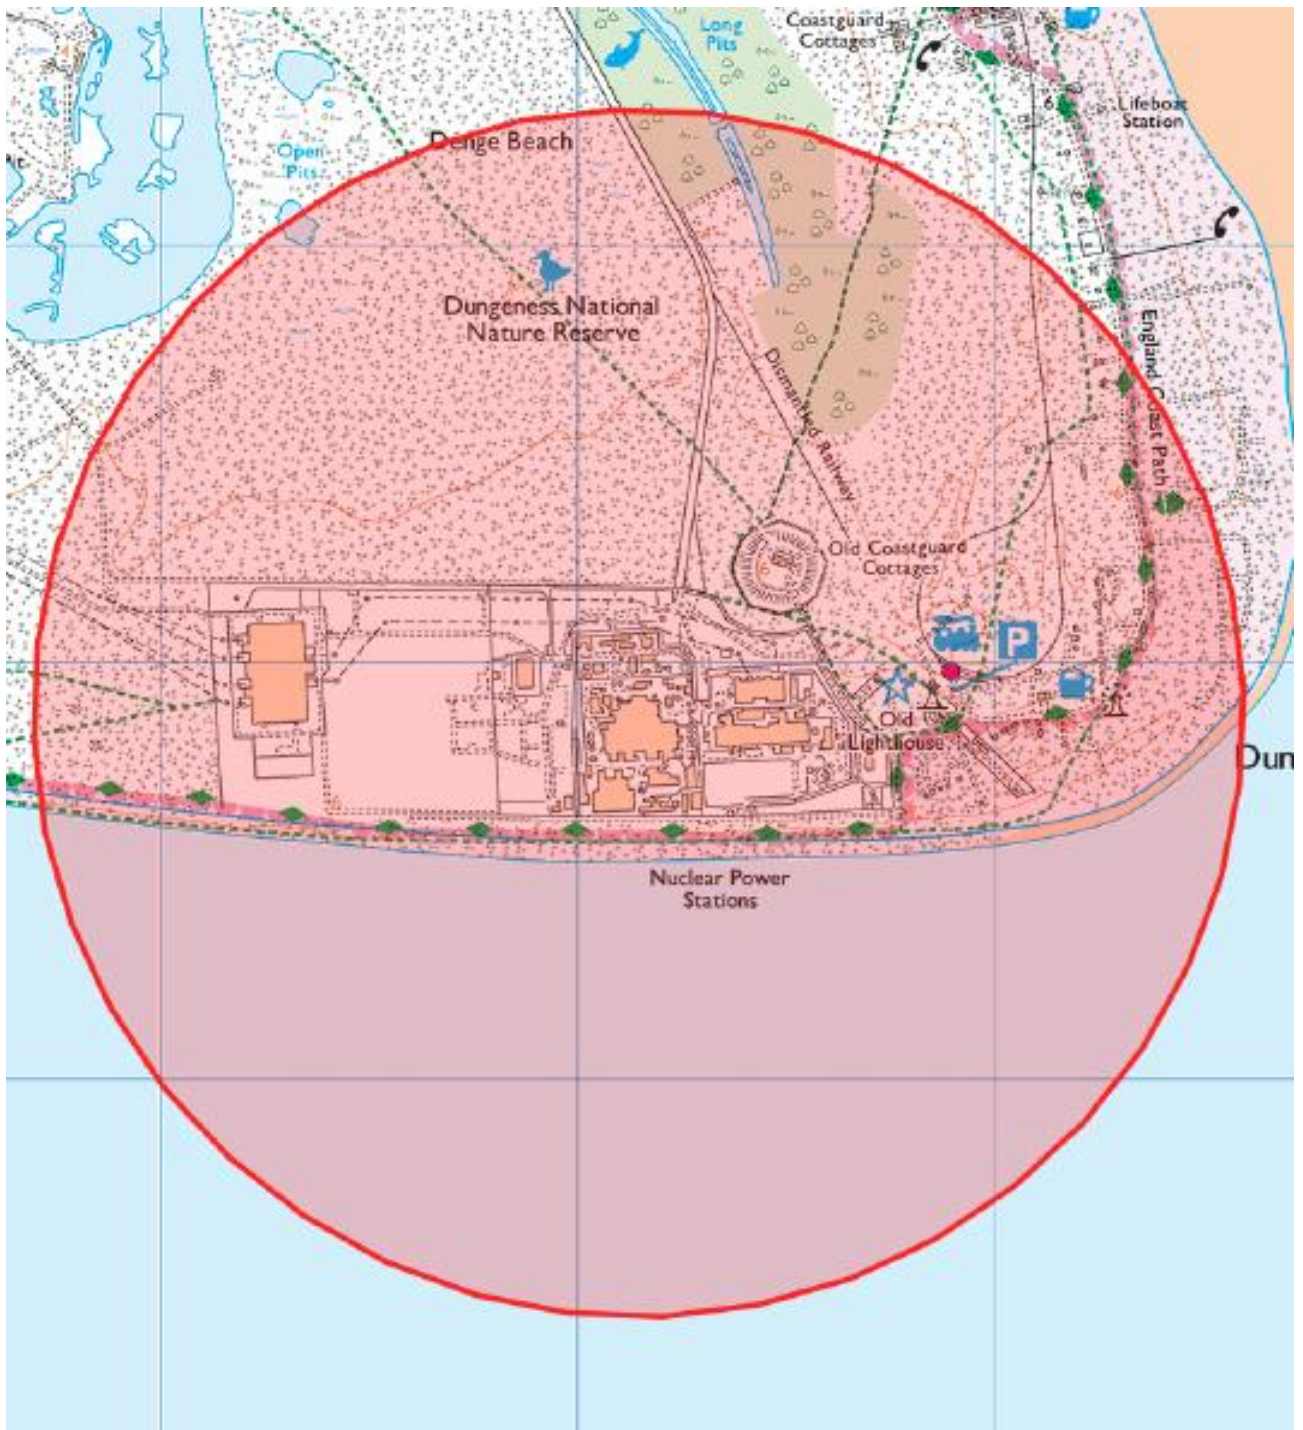 Long
Pits
Coastguard
Cottages
Lifeboat
Station
6
Denge Beach
Open
Pits
Dungeness National
Nature Reserve
England Coast Path
Dismantled Railway
Old Coastguard
Cottages
P
Old
Lighthouse
Dun
Nuclear Power
Stations